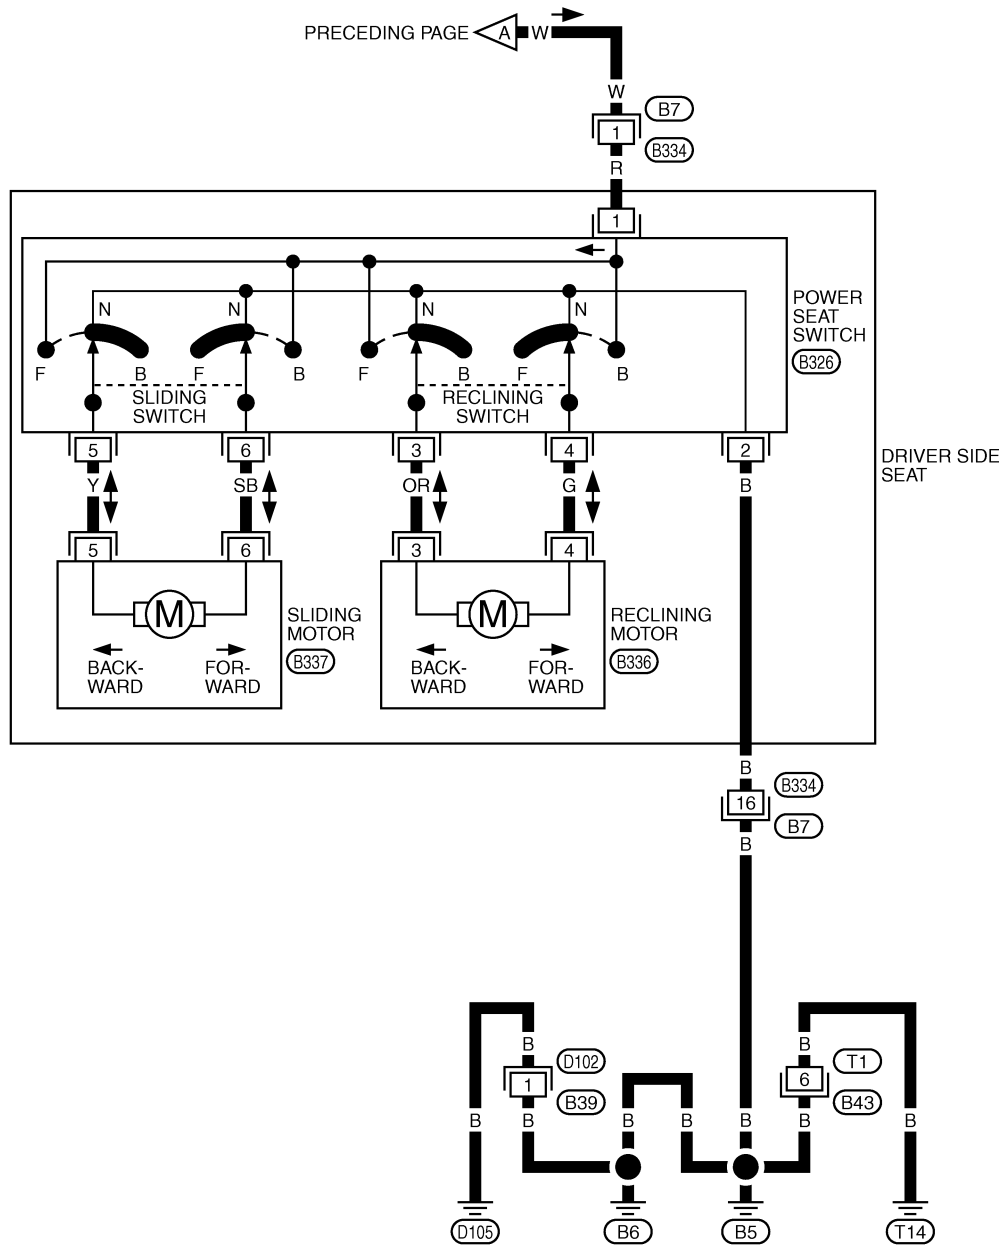 PRECEDING PAGE A W
W
B7
1
B334
R
1
N N N N
F B F B F B F B
SLIDING
SWITCH
RECLINING
SWITCH
POWER
SEAT
SWITCH
B326
5 6 3 4 2
DRIVER SIDE
SEAT
Y SB OR G B
5 6 3 4
M M
SLIDING
MOTOR
B337
RECLINING
MOTOR
B336
BACK-
WARD
FOR-
WARD
BACK-
WARD
FOR-
WARD
B
B334
16
B7
B
B B
D102 T1
1 6
B39 B43
B B B B B B B
D105 B6 B5 T14